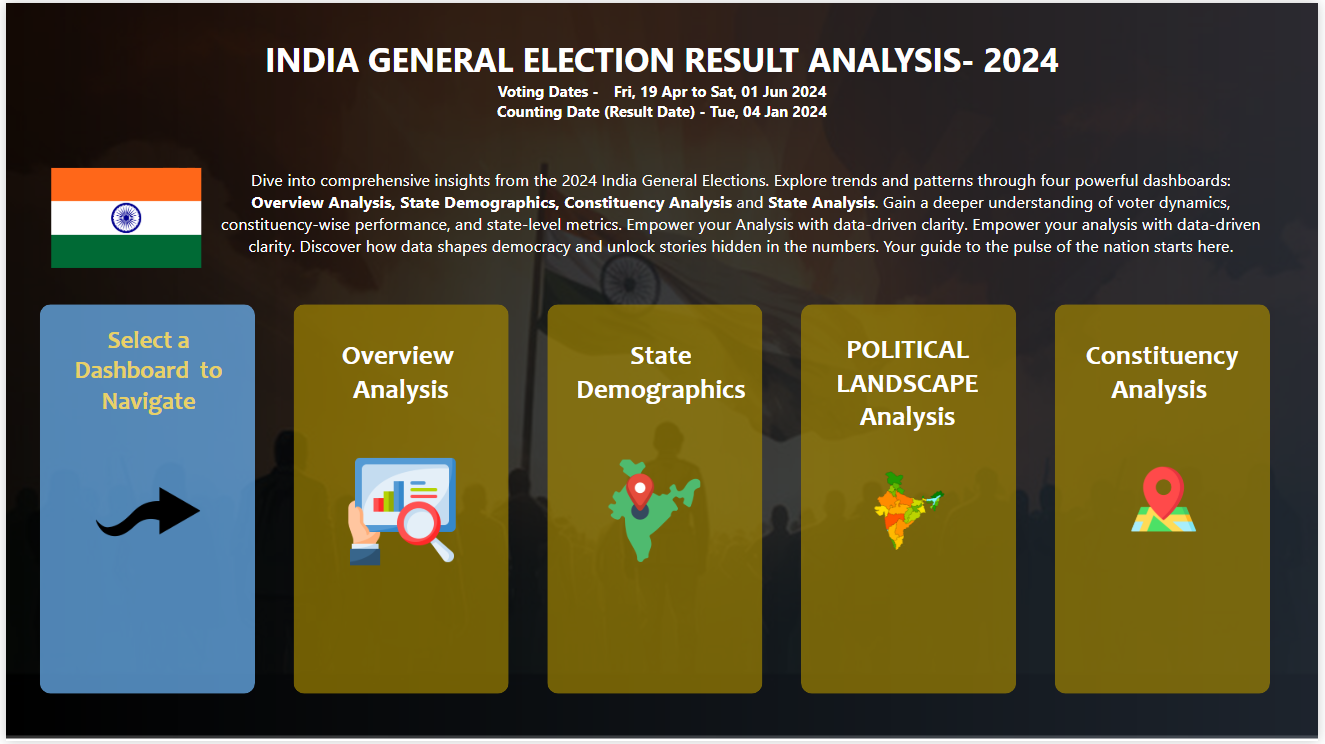 INDIA GENERAL ELECTION RESULT ANALYSIS- 2024
Voting Dates - Fri, 19 Apr to Sat, 01 Jun 2024
Counting Date (Result Date) - Tue, 04 Jan 2024
Dive into comprehensive insights from the 2024 India General Elections. Explore trends and patterns through four powerful dashboards:
Overview Analysis, State Demographics, Constituency Analysis and State Analysis. Gain a deeper understanding of voter dynamics,
constituency-wise performance, and state-level metrics. Empower your Analysis with data-driven clarity. Empower your analysis with data-driven
clarity. Discover how data shapes democracy and unlock stories hidden in the numbers. Your guide to the pulse of the nation starts here.
Select a
Dashboard to
Navigate
Overview
Analysis
State
Demographics
POLITICAL
LANDSCAPE
Analysis
Constituency
Analysis